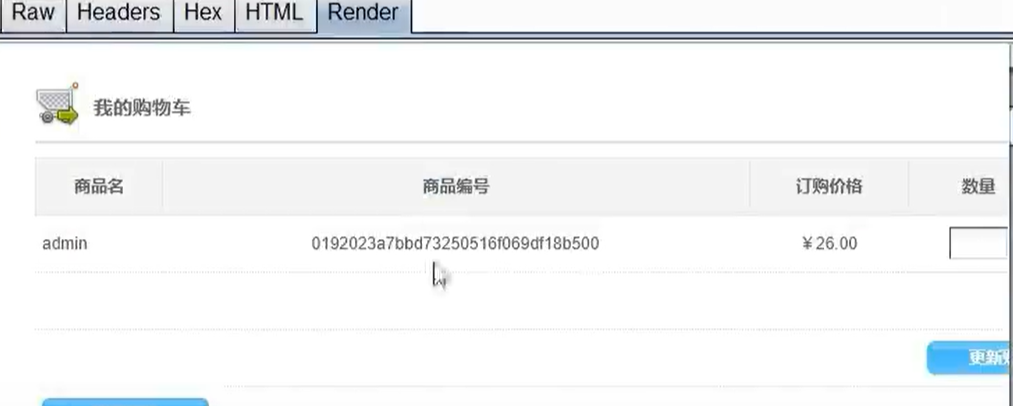 Raw Headers Hex HTML Render
我的购物车
商品名 商品编号 订购价格 数量
admin 0192023a7bbd73250516f069df18b500 ￥26.00
更新